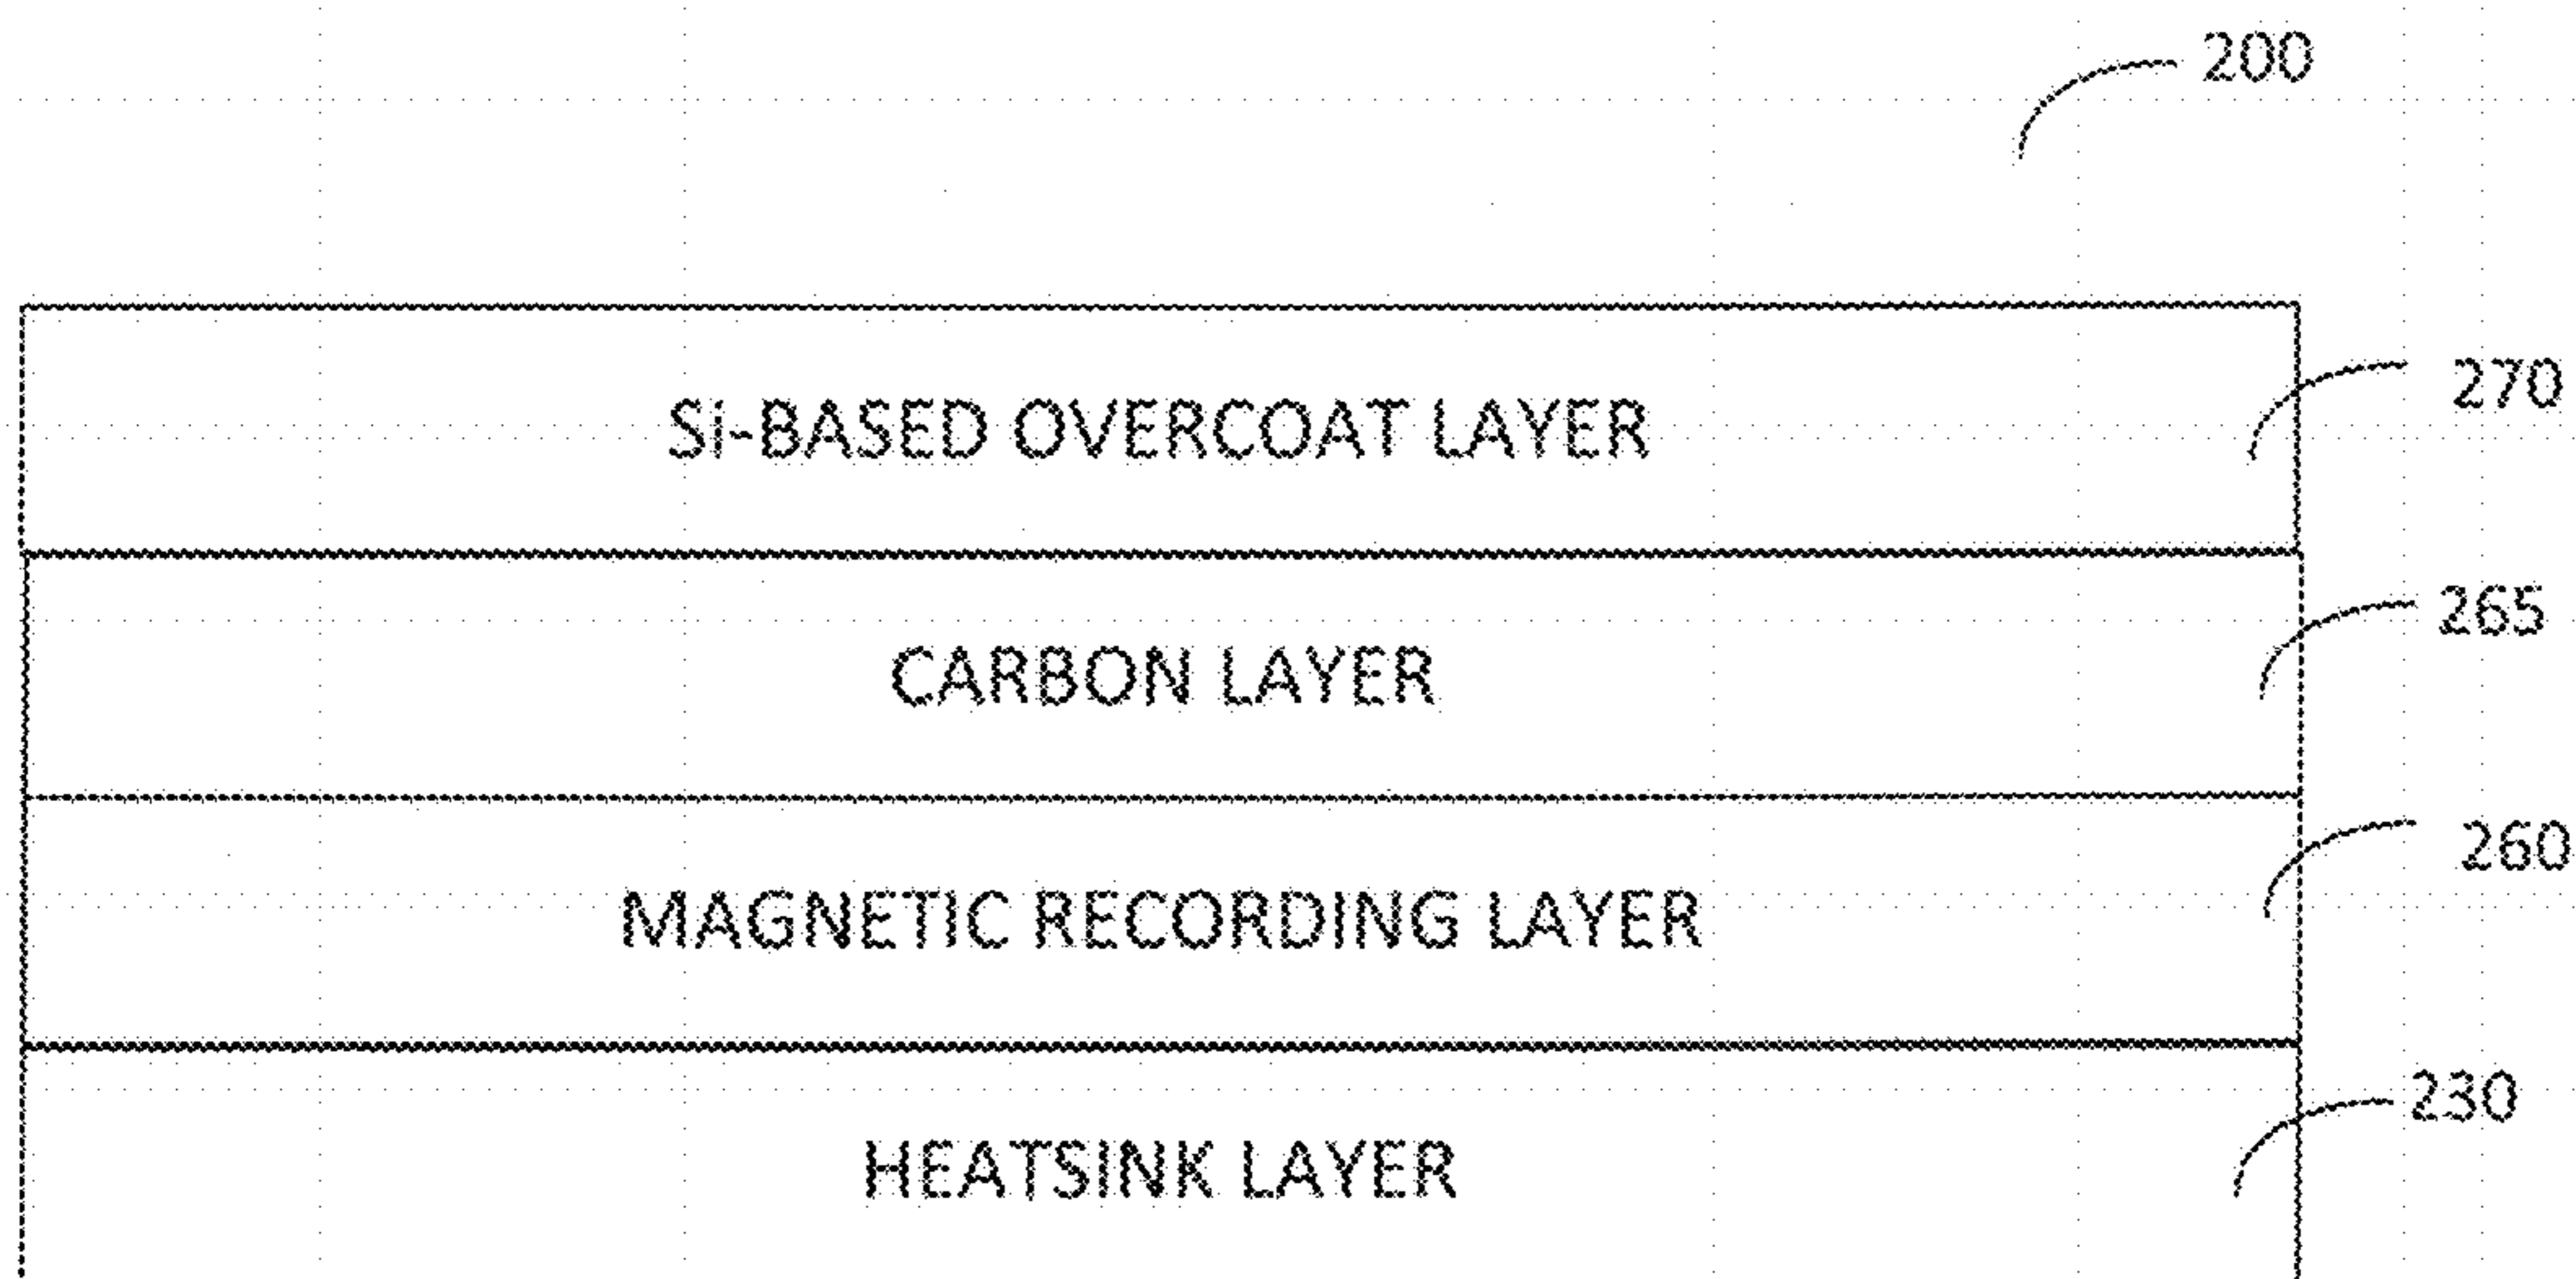 200
Si-BASED OVERCOAT LAYER
270
CARBON LAYER
265
MAGNETIC RECORDING LAYER
260
HEATSINK LAYER
230